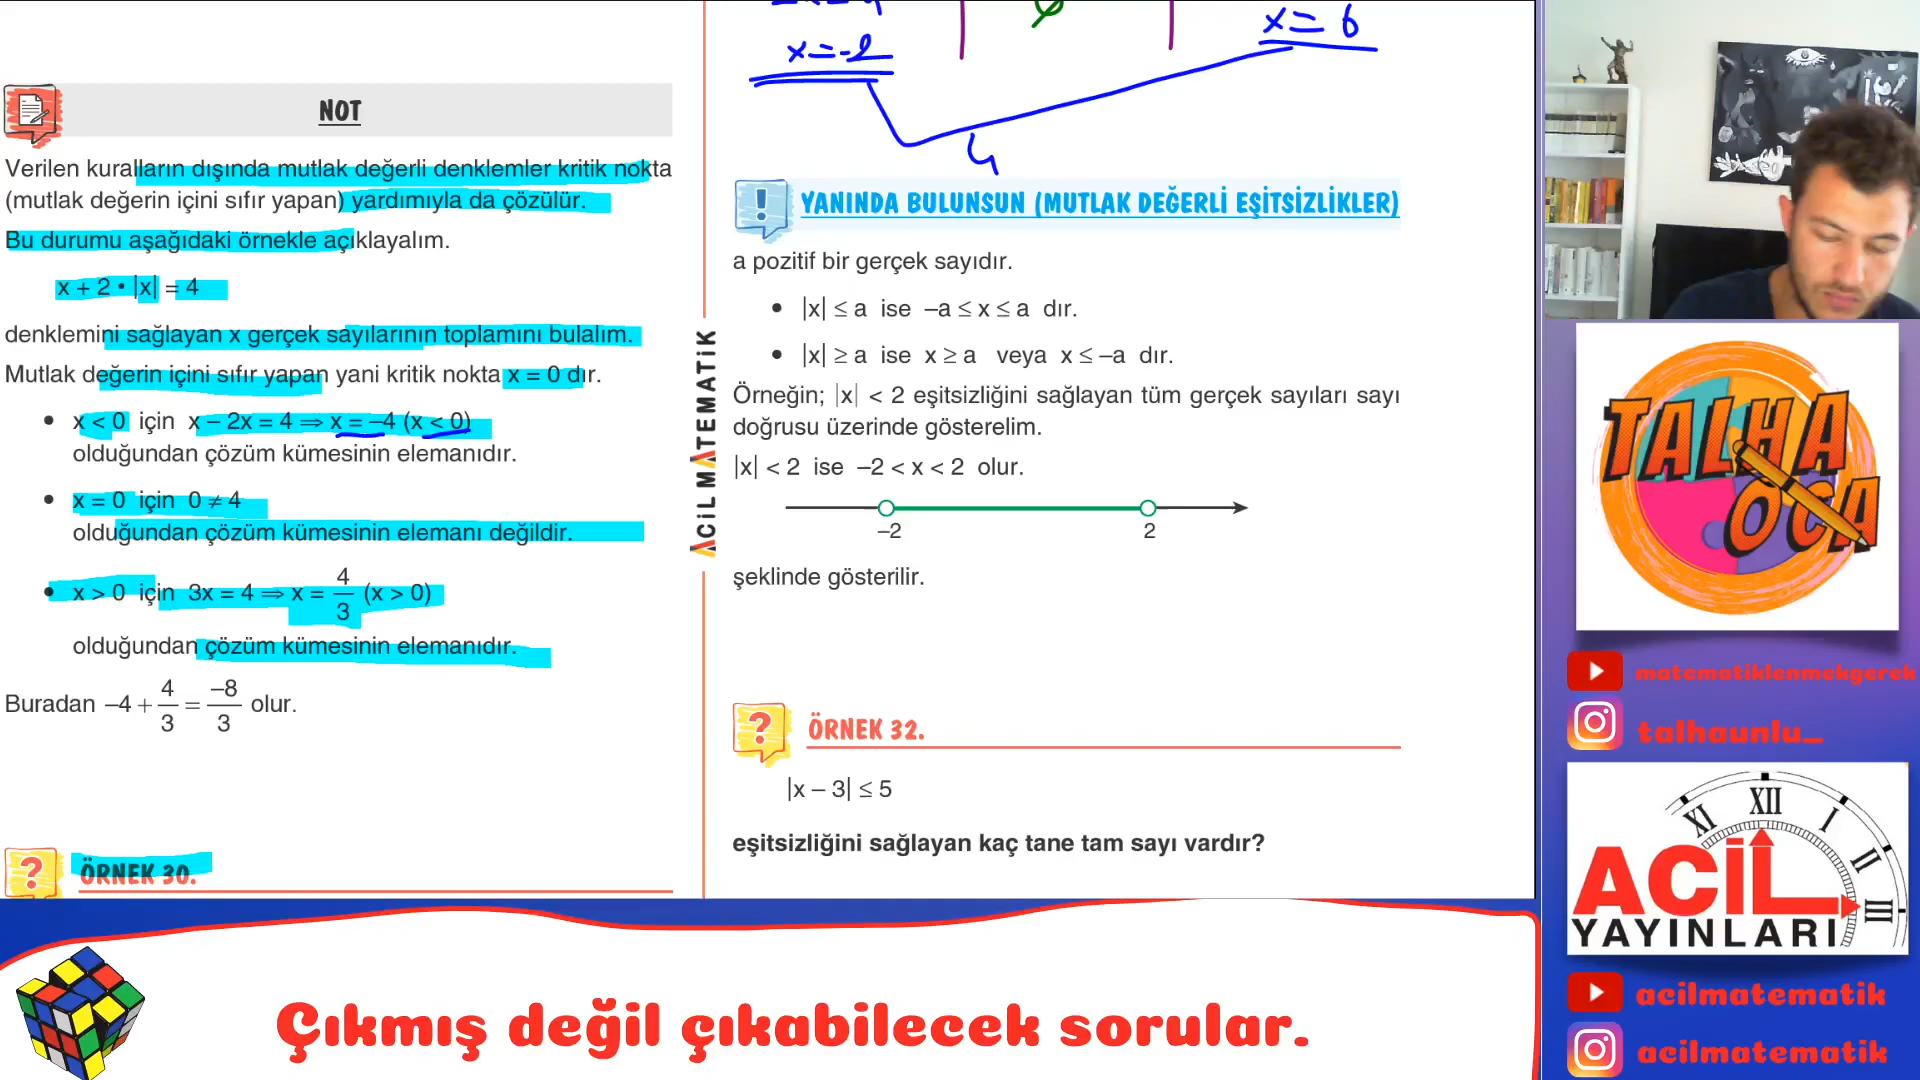 x = -2
x = 6
4
NOT
Verilen kuralların dışında mutlak değerli denklemler kritik nokta
(mutlak değerin içini sıfır yapan) yardımıyla da çözülür.
Bu durumu aşağıdaki örnekle açıklayalım.
x + 2 • |x| = 4
denklemini sağlayan x gerçek sayılarının toplamını bulalım.
Mutlak değerin içini sıfır yapan yani kritik nokta x = 0 dır.
• x < 0 için x – 2x = 4 ⇒ x = –4 (x < 0)
olduğundan çözüm kümesinin elemanıdır.
• x = 0 için 0 ≠ 4
olduğundan çözüm kümesinin elemanı değildir.
• x > 0 için 3x = 4 ⇒ x = 4/3 (x > 0)
olduğundan çözüm kümesinin elemanıdır.
Buradan –4 + 4/3 = –8/3 olur.
ÖRNEK 30.
ACiL MATEMATiK
YANINDA BULUNSUN (MUTLAK DEĞERLİ EŞİTSİZLİKLER)
a pozitif bir gerçek sayıdır.
• |x| ≤ a ise –a ≤ x ≤ a dır.
• |x| ≥ a ise x ≥ a veya x ≤ –a dır.
Örneğin; |x| < 2 eşitsizliğini sağlayan tüm gerçek sayıları sayı
doğrusu üzerinde gösterelim.
|x| < 2 ise –2 < x < 2 olur.
–2 2
şeklinde gösterilir.
ÖRNEK 32.
|x – 3| ≤ 5
eşitsizliğini sağlayan kaç tane tam sayı vardır?
TALHA
OCA
matematiklenmekgerek
talhaunlu_
XI XII I II III
ACİL
YAYINLARI
acilmatematik
acilmatematik
Çıkmış değil çıkabilecek sorular.